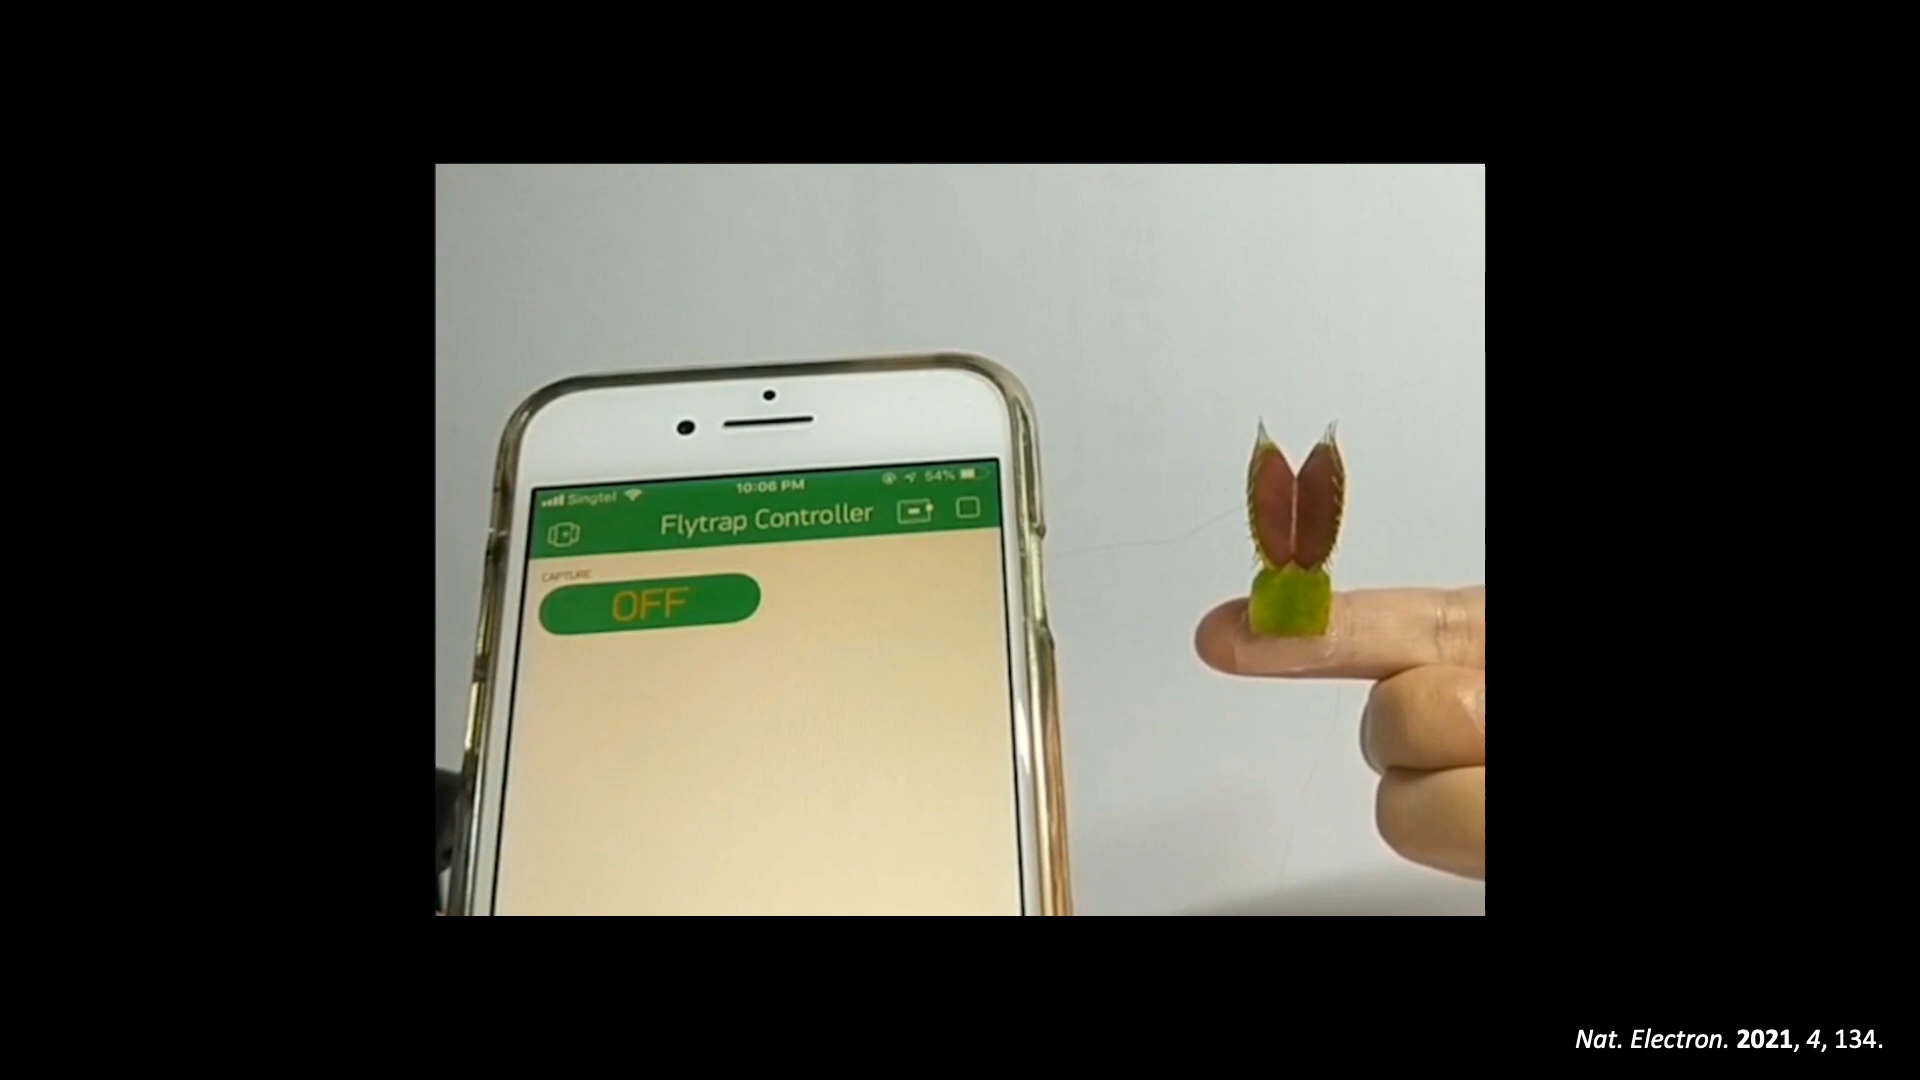 Singtel 10:06 PM 54%
Flytrap Controller
CAPTURE
OFF
Nat. Electron. 2021, 4, 134.